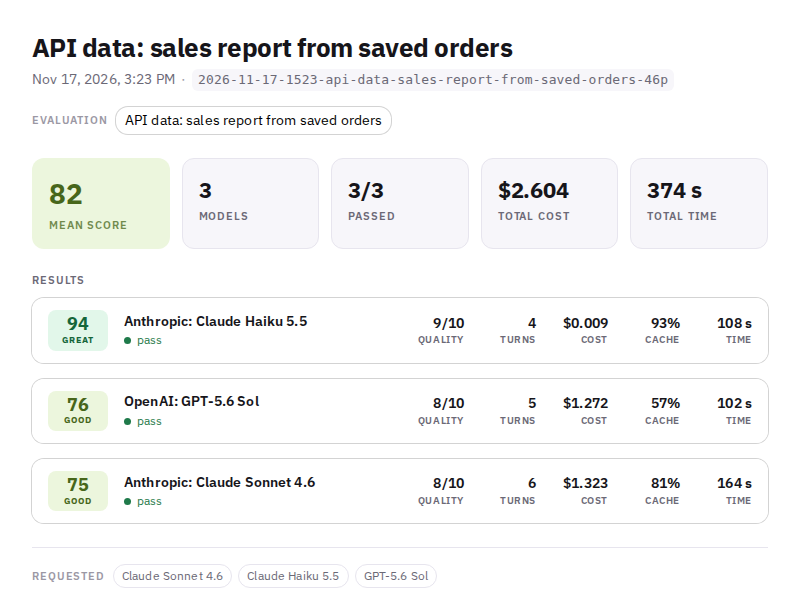 API data: sales report from saved orders
Nov 17, 2026, 3:23 PM · 2026-11-17-1523-api-data-sales-report-from-saved-orders-46p
EVALUATION API data: sales report from saved orders
82
MEAN SCORE
3
MODELS
3/3
PASSED
$2.604
TOTAL COST
374 s
TOTAL TIME
RESULTS
94
GREAT
Anthropic: Claude Haiku 5.5
pass
9/10
QUALITY
4
TURNS
$0.009
COST
93%
CACHE
108 s
TIME
76
GOOD
OpenAI: GPT-5.6 Sol
pass
8/10
QUALITY
5
TURNS
$1.272
COST
57%
CACHE
102 s
TIME
75
GOOD
Anthropic: Claude Sonnet 4.6
pass
8/10
QUALITY
6
TURNS
$1.323
COST
81%
CACHE
164 s
TIME
REQUESTED Claude Sonnet 4.6 Claude Haiku 5.5 GPT-5.6 Sol